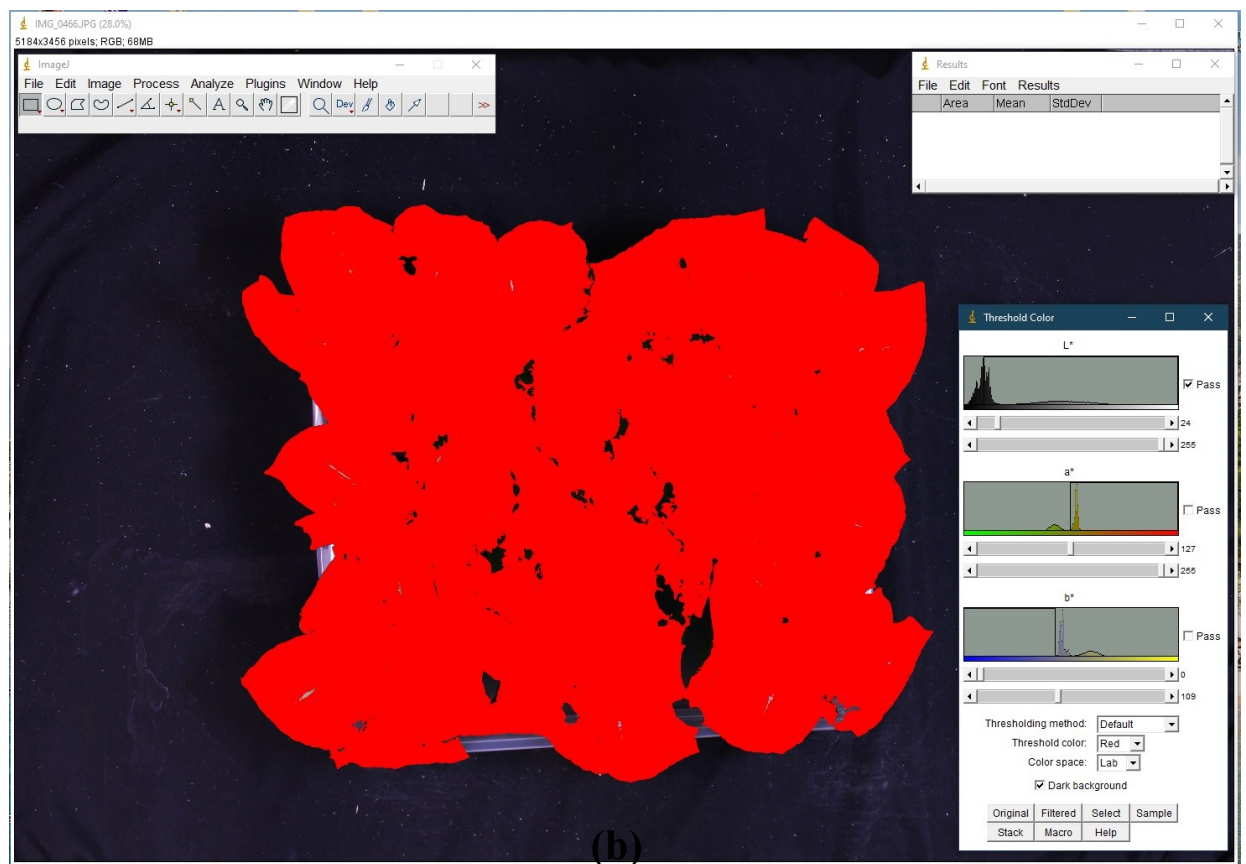 IMG_0466.JPG (28.0%)
5184x3456 pixels; RGB; 68MB
ImageJ
File Edit Image Process Analyze Plugins Window Help
A Dev >>
Results
File Edit Font Results
Area Mean StdDev
Threshold Color
L*
Pass
24
255
a*
Pass
127
255
b*
Pass
0
109
Thresholding method: Default
Threshold color: Red
Color space: Lab
Dark background
Original Filtered Select Sample
Stack Macro Help
(b)